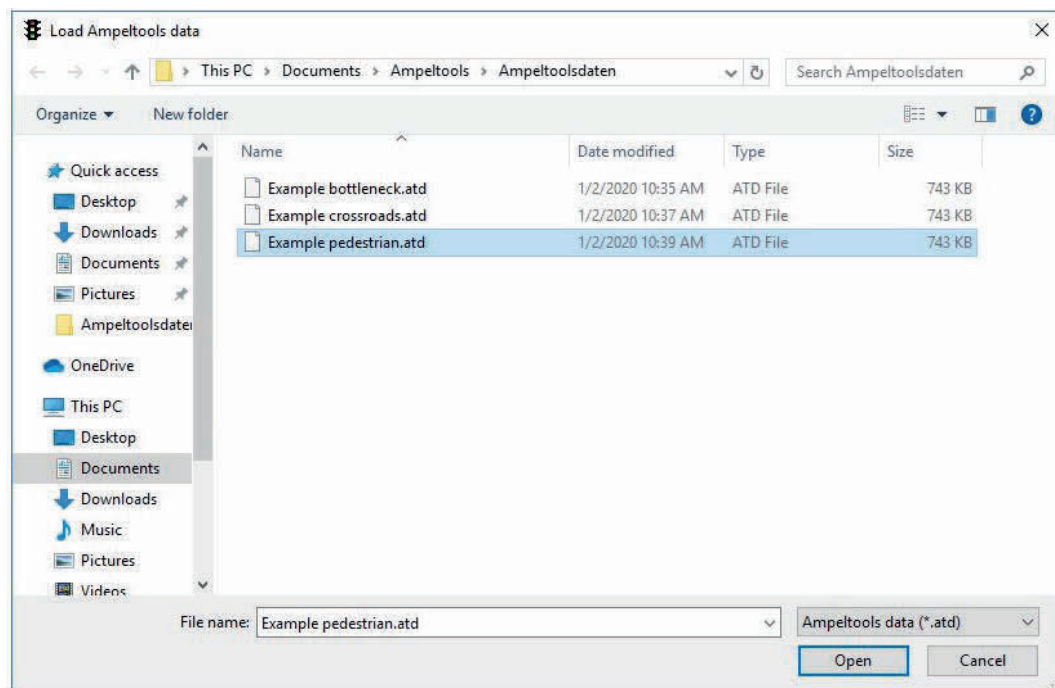 Load Ampeltools data
This PC > Documents > Ampeltools > Ampeltoolsdaten
Search Ampeltoolsdaten
Organize
New folder
?
Name Date modified Type Size
Example bottleneck.atd 1/2/2020 10:35 AM ATD File 743 KB
Example crossroads.atd 1/2/2020 10:37 AM ATD File 743 KB
Example pedestrian.atd 1/2/2020 10:39 AM ATD File 743 KB
Quick access
Desktop
Downloads
Documents
Pictures
Ampeltoolsdate
OneDrive
This PC
Desktop
Documents
Downloads
Music
Pictures
Videos
File name: Example pedestrian.atd
Ampeltools data (*.atd)
Open Cancel